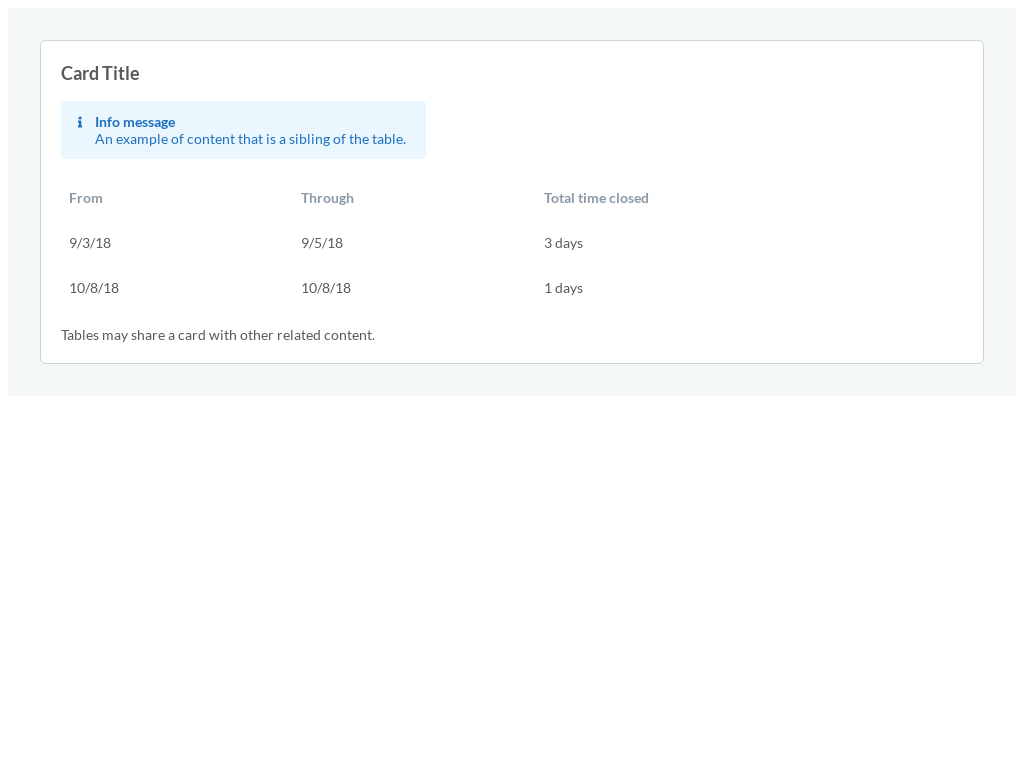 Card Title
Info message
An example of content that is a sibling of the table.
From Through Total time closed
9/3/18 9/5/18 3 days
10/8/18 10/8/18 1 days
Tables may share a card with other related content.